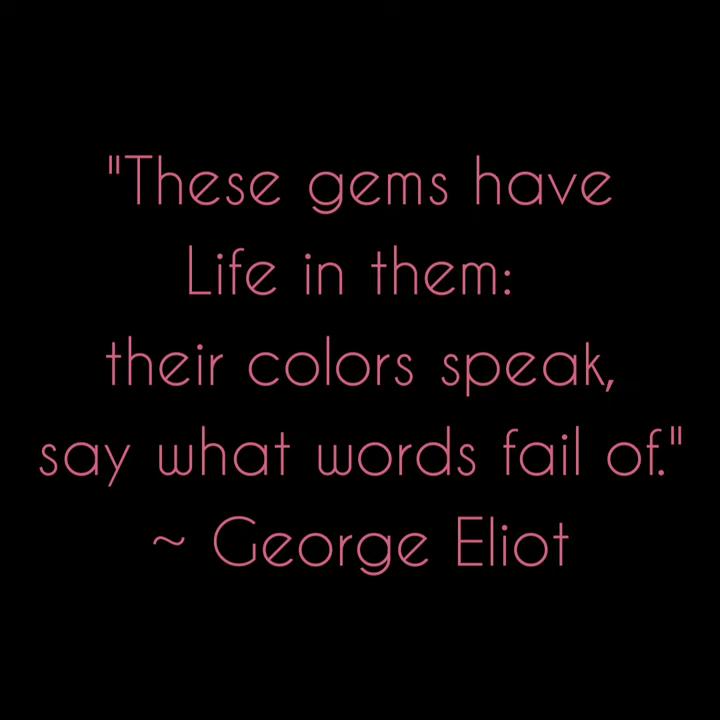 "These gems have
Life in them:
their colors speak,
say what words fail of."
~ George Eliot